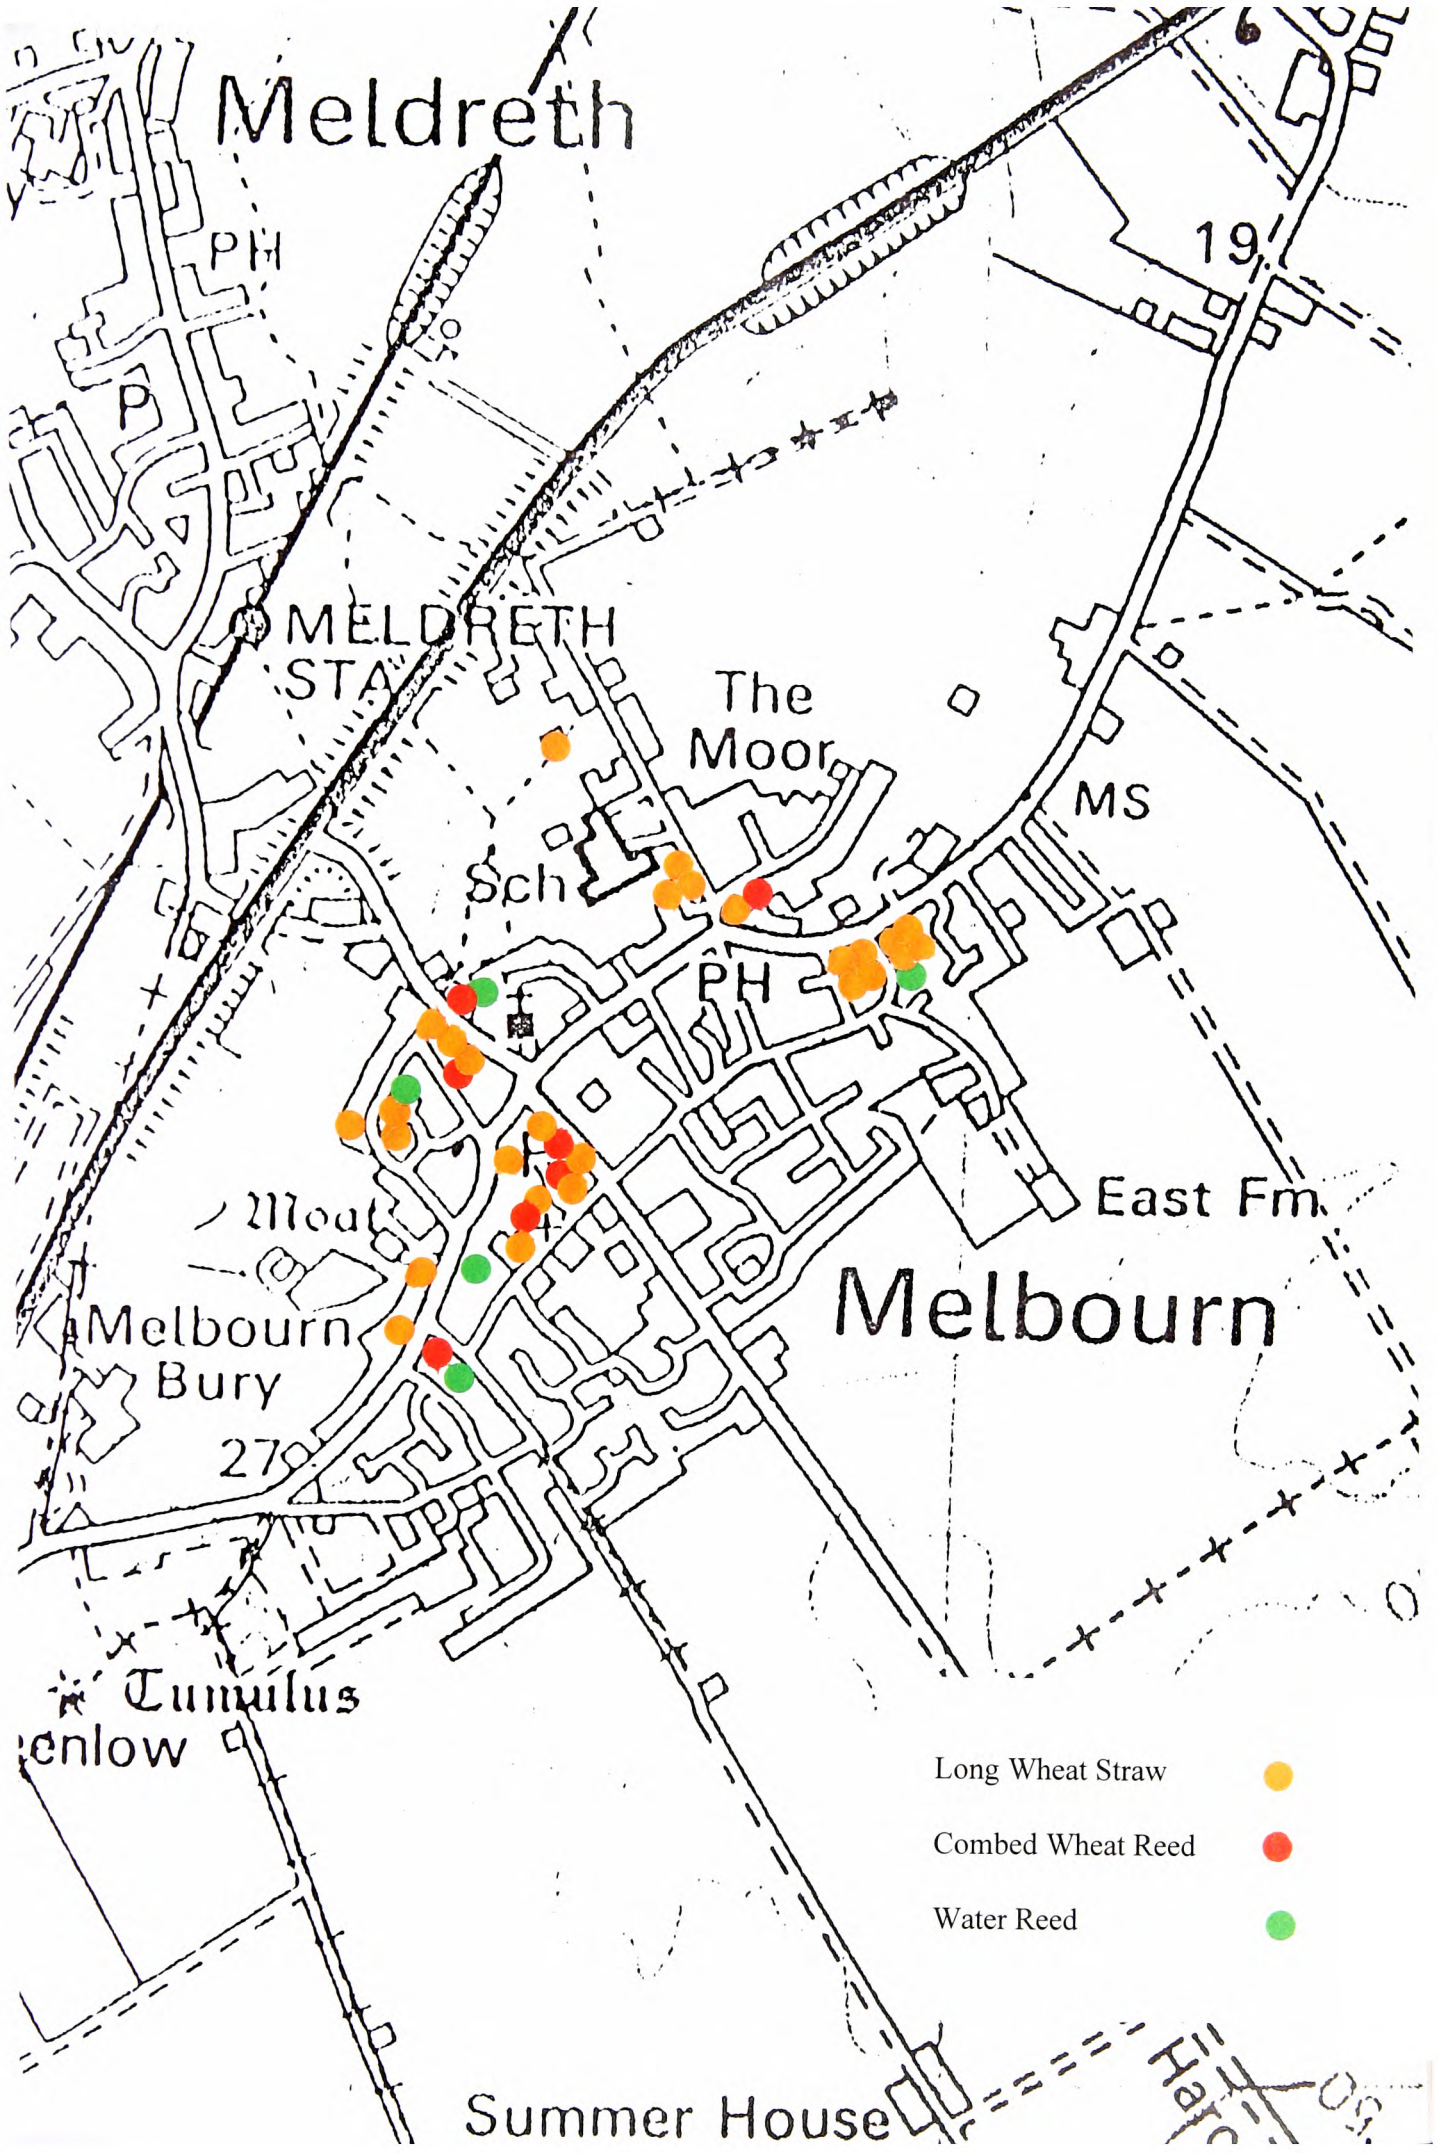 Meldreth
PH
19
P
MELDRETH
STA
The
Moor
MS
Sch
PH
Moat
East Fm
Melbourn
Melbourn
Bury
27
Tumulus
enlow
Long Wheat Straw
Combed Wheat Reed
Water Reed
Summer House